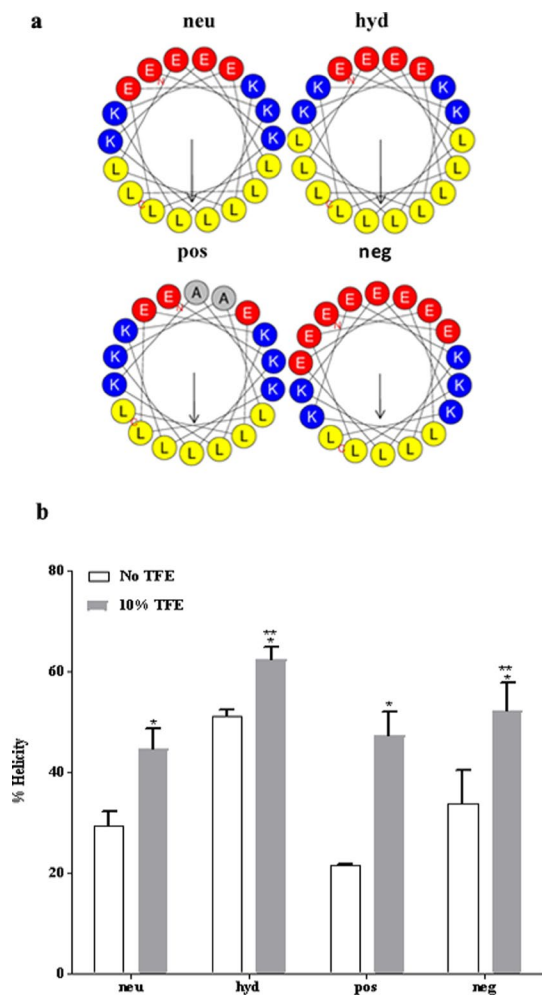 a
neu
hyd
E E E E E
K K K K K
L L L L L L L L
N
C
E E E E
K K K K
L L L L L L L L L L
N
C
pos
neg
E E A A E
K K K K K K
L L L L L L L
N
C
E E E E E E E E
K K K K K
L L L L L
N
C
b
80
60
40
20
0
% Helicity
No TFE
10% TFE
*
**
*
*
**
*
neu
hyd
pos
neg